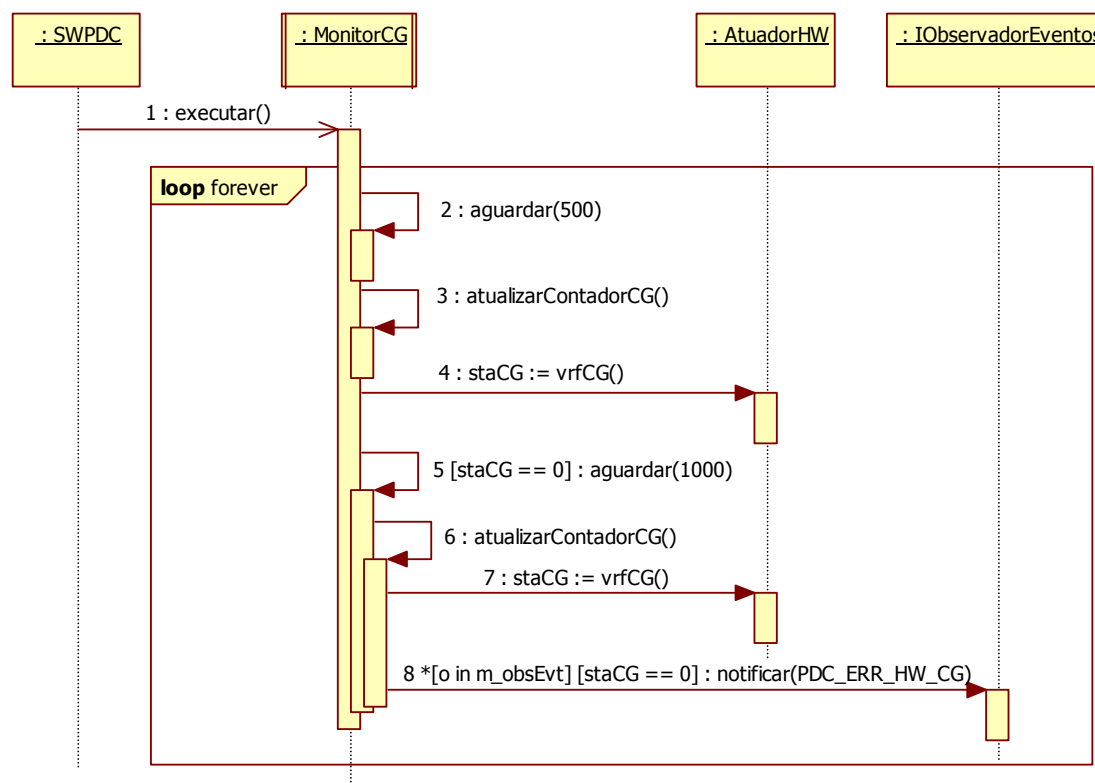 : SWPDC
: MonitorCG
: AtuadorHW
: IObservadorEventos
1 : executar()
loop forever
2 : aguardar(500)
3 : atualizarContadorCG()
4 : staCG := vrfCG()
5 [staCG == 0] : aguardar(1000)
6 : atualizarContadorCG()
7 : staCG := vrfCG()
8 *[o in m_obsEvt] [staCG == 0] : notificar(PDC_ERR_HW_CG)